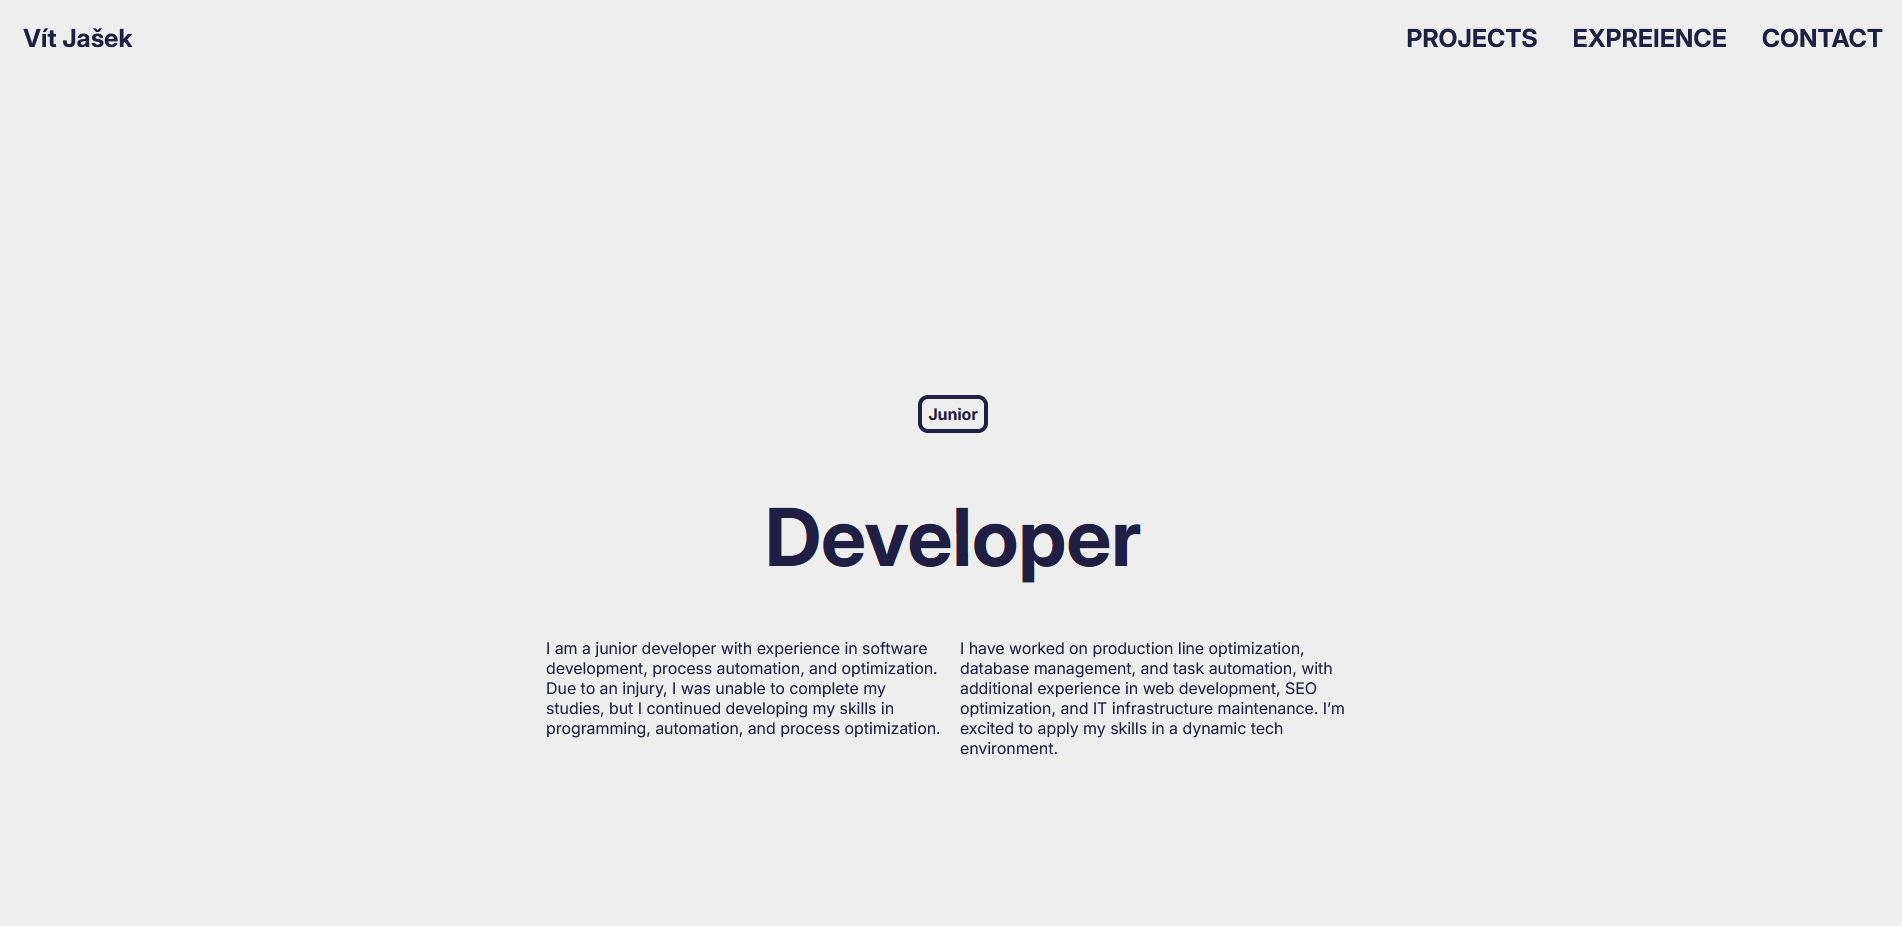 Vít Jašek
PROJECTS
EXPREIENCE
CONTACT
Junior
Developer
I am a junior developer with experience in software
development, process automation, and optimization.
Due to an injury, I was unable to complete my
studies, but I continued developing my skills in
programming, automation, and process optimization.
I have worked on production line optimization,
database management, and task automation, with
additional experience in web development, SEO
optimization, and IT infrastructure maintenance. I’m
excited to apply my skills in a dynamic tech
environment.